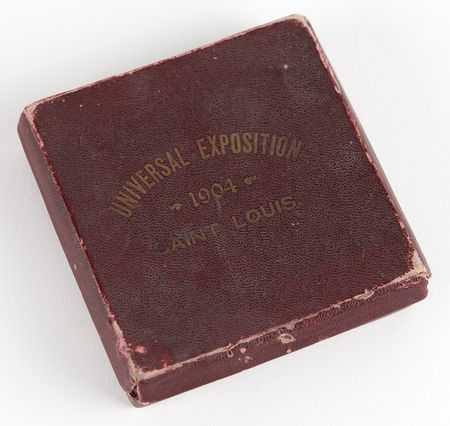 UNIVERSAL EXPOSITION
1904
SAINT LOUIS